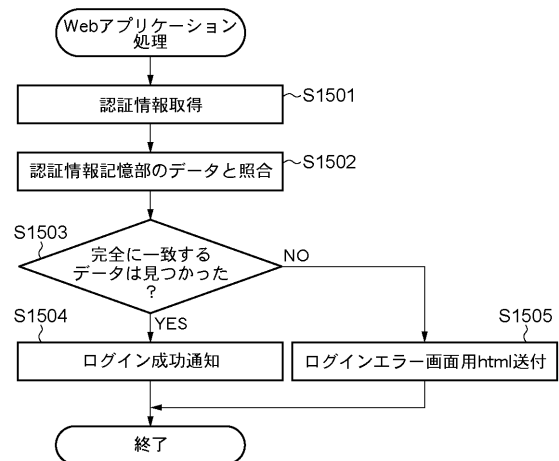 Webアプリケーション
処理
認証情報取得
S1501
認証情報記憶部のデータと照合
S1502
S1503
完全に一致する
データは見つかった
?
NO
YES
S1504
ログイン成功通知
S1505
ログインエラー画面用html送付
終了